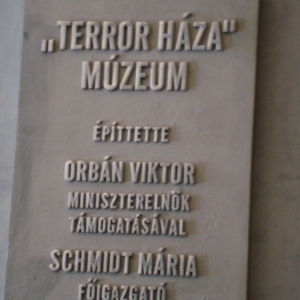 „TERROR HÁZA"
MÚZEUM
ÉPÍTTETTE
ORBÁN VIKTOR
MINISZTERELNÖK
TÁMOGATÁSÁVAL
SCHMIDT MÁRIA
FŐIGAZGATÓ